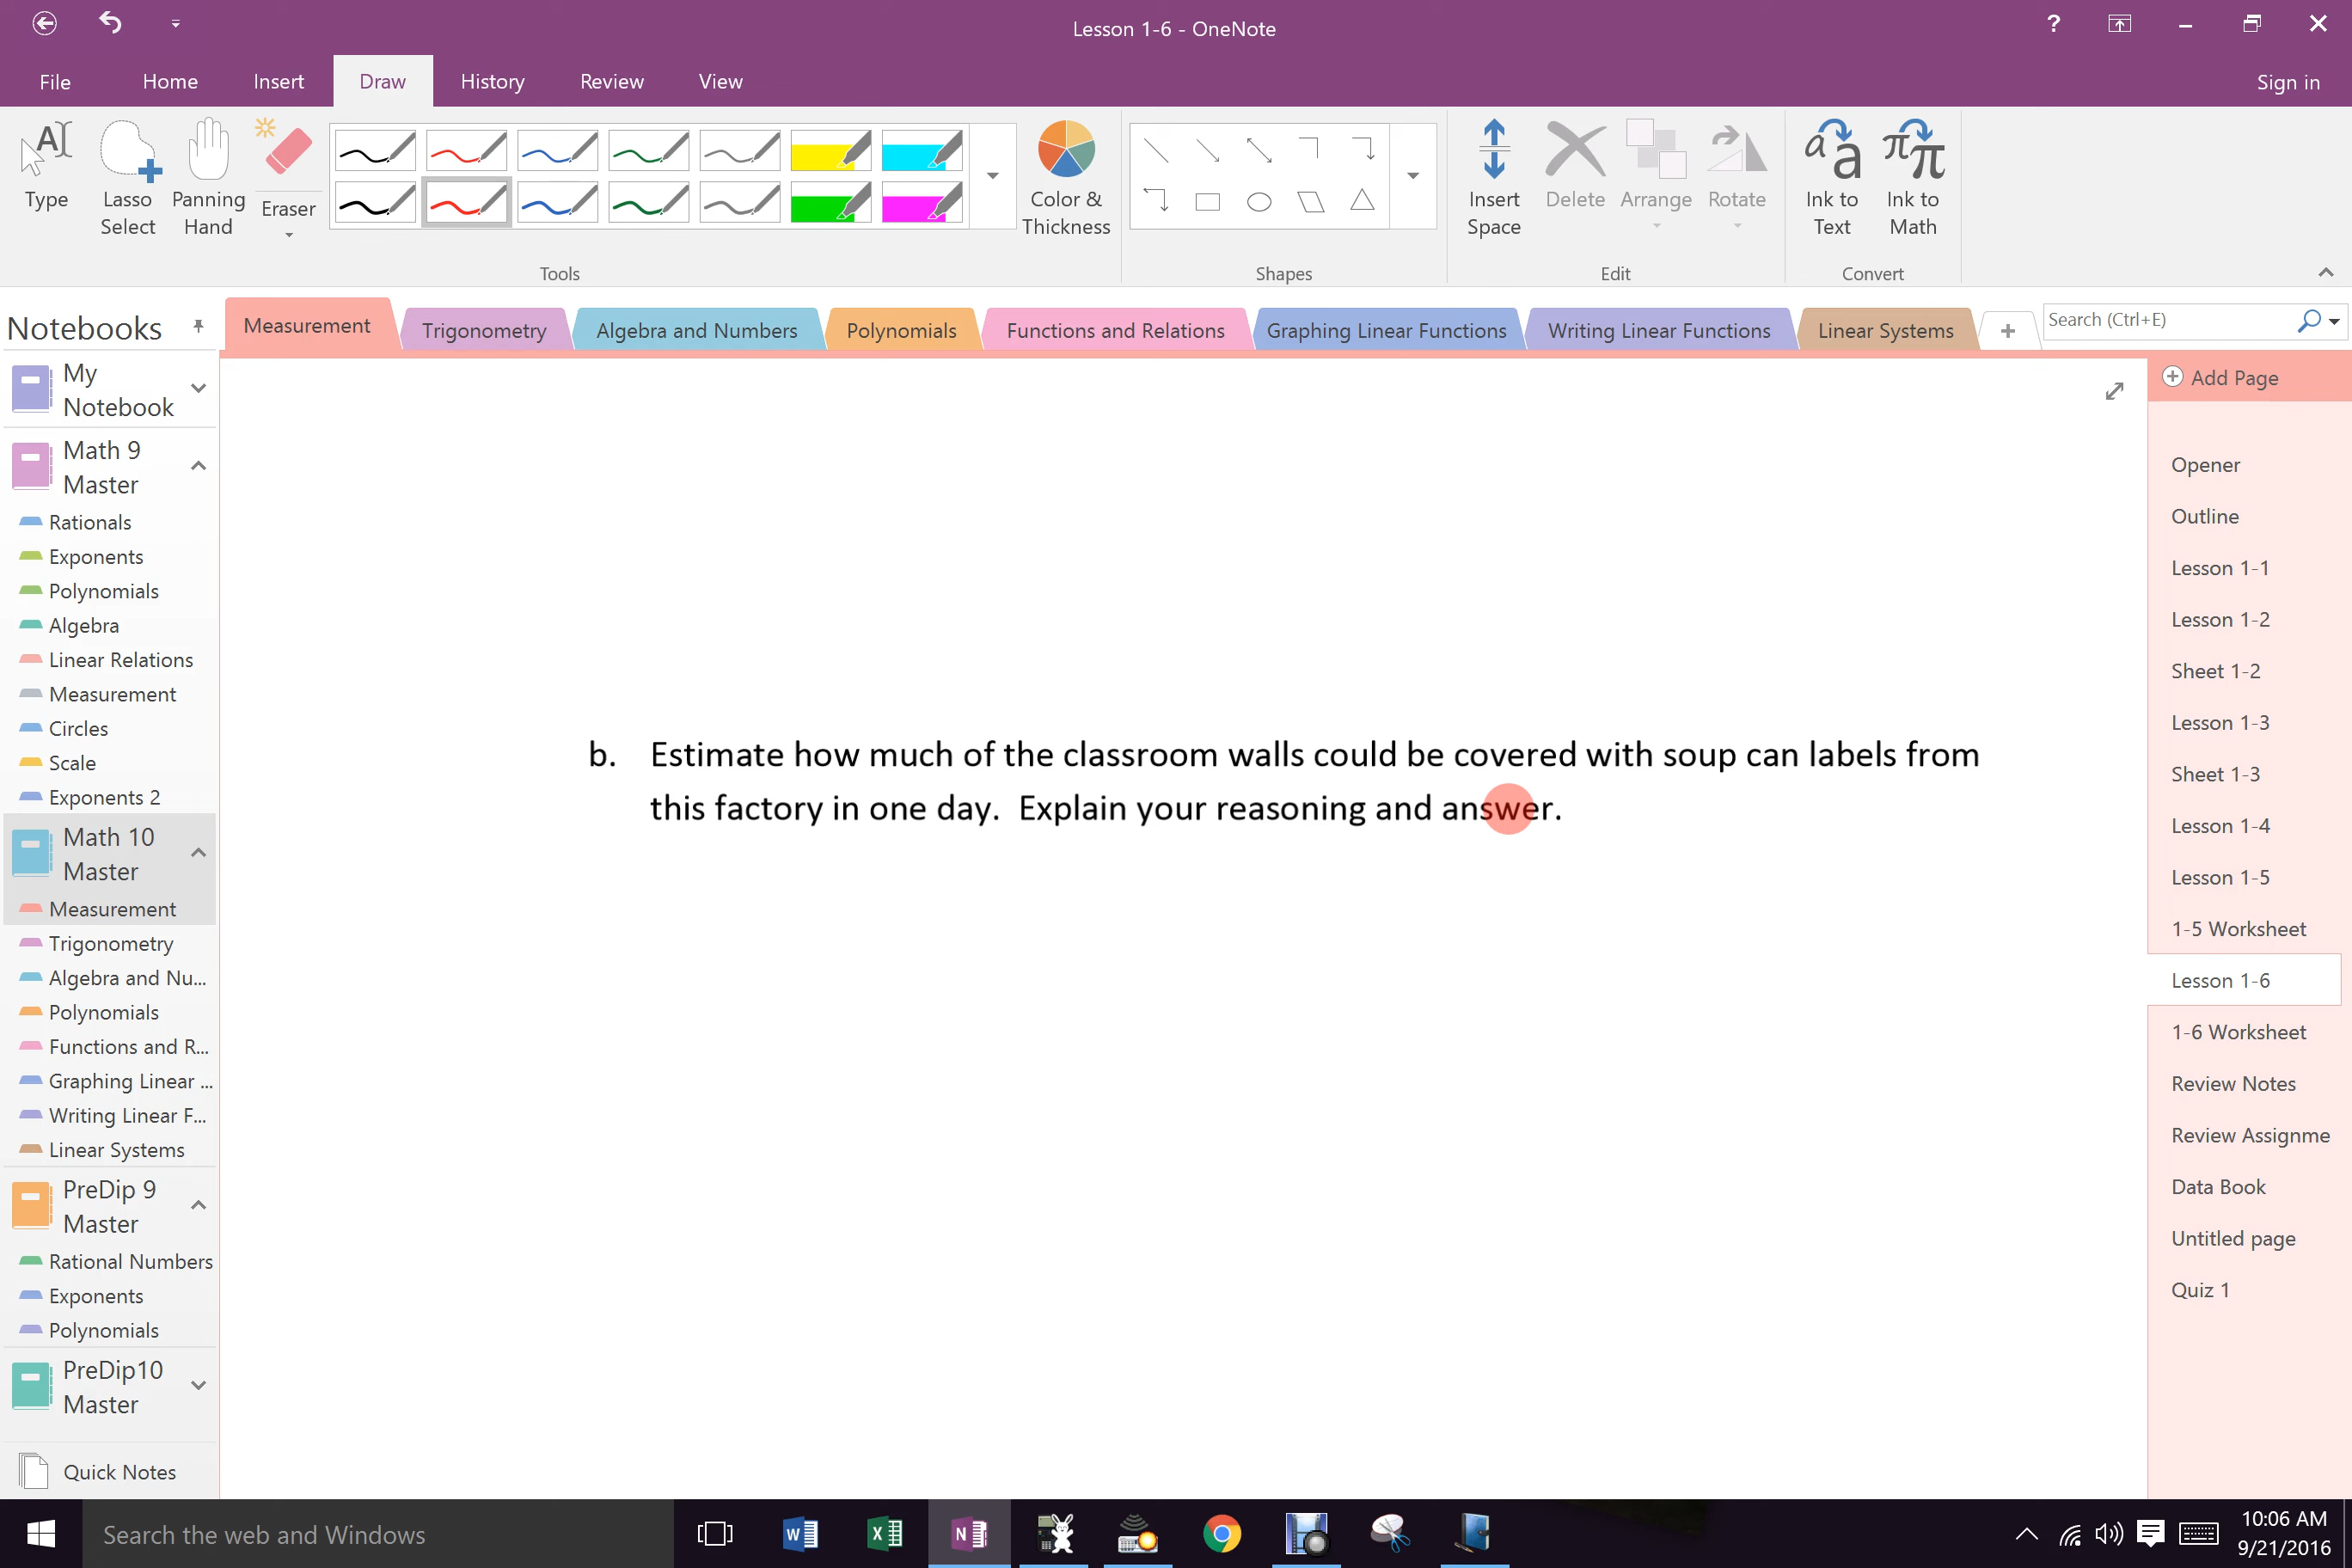 Lesson 1-6 - OneNote
?
File Home Insert Draw History Review View Sign in
Type
Lasso Select
Panning Hand
Eraser
Color & Thickness
Insert Space
Delete
Arrange
Rotate
Ink to Text
Ink to Math
Tools Shapes Edit Convert
Notebooks
Measurement Trigonometry Algebra and Numbers Polynomials Functions and Relations Graphing Linear Functions Writing Linear Functions Linear Systems + Search (Ctrl+E)
My
Notebook
Math 9
Master
Rationals
Exponents
Polynomials
Algebra
Linear Relations
Measurement
Circles
Scale
Exponents 2
Math 10
Master
Measurement
Trigonometry
Algebra and Nu...
Polynomials
Functions and R...
Graphing Linear ...
Writing Linear F...
Linear Systems
PreDip 9
Master
Rational Numbers
Exponents
Polynomials
PreDip10
Master
Quick Notes
b. Estimate how much of the classroom walls could be covered with soup can labels from
this factory in one day. Explain your reasoning and answer.
Add Page
Opener
Outline
Lesson 1-1
Lesson 1-2
Sheet 1-2
Lesson 1-3
Sheet 1-3
Lesson 1-4
Lesson 1-5
1-5 Worksheet
Lesson 1-6
1-6 Worksheet
Review Notes
Review Assignme
Data Book
Untitled page
Quiz 1
Search the web and Windows
10:06 AM
9/21/2016